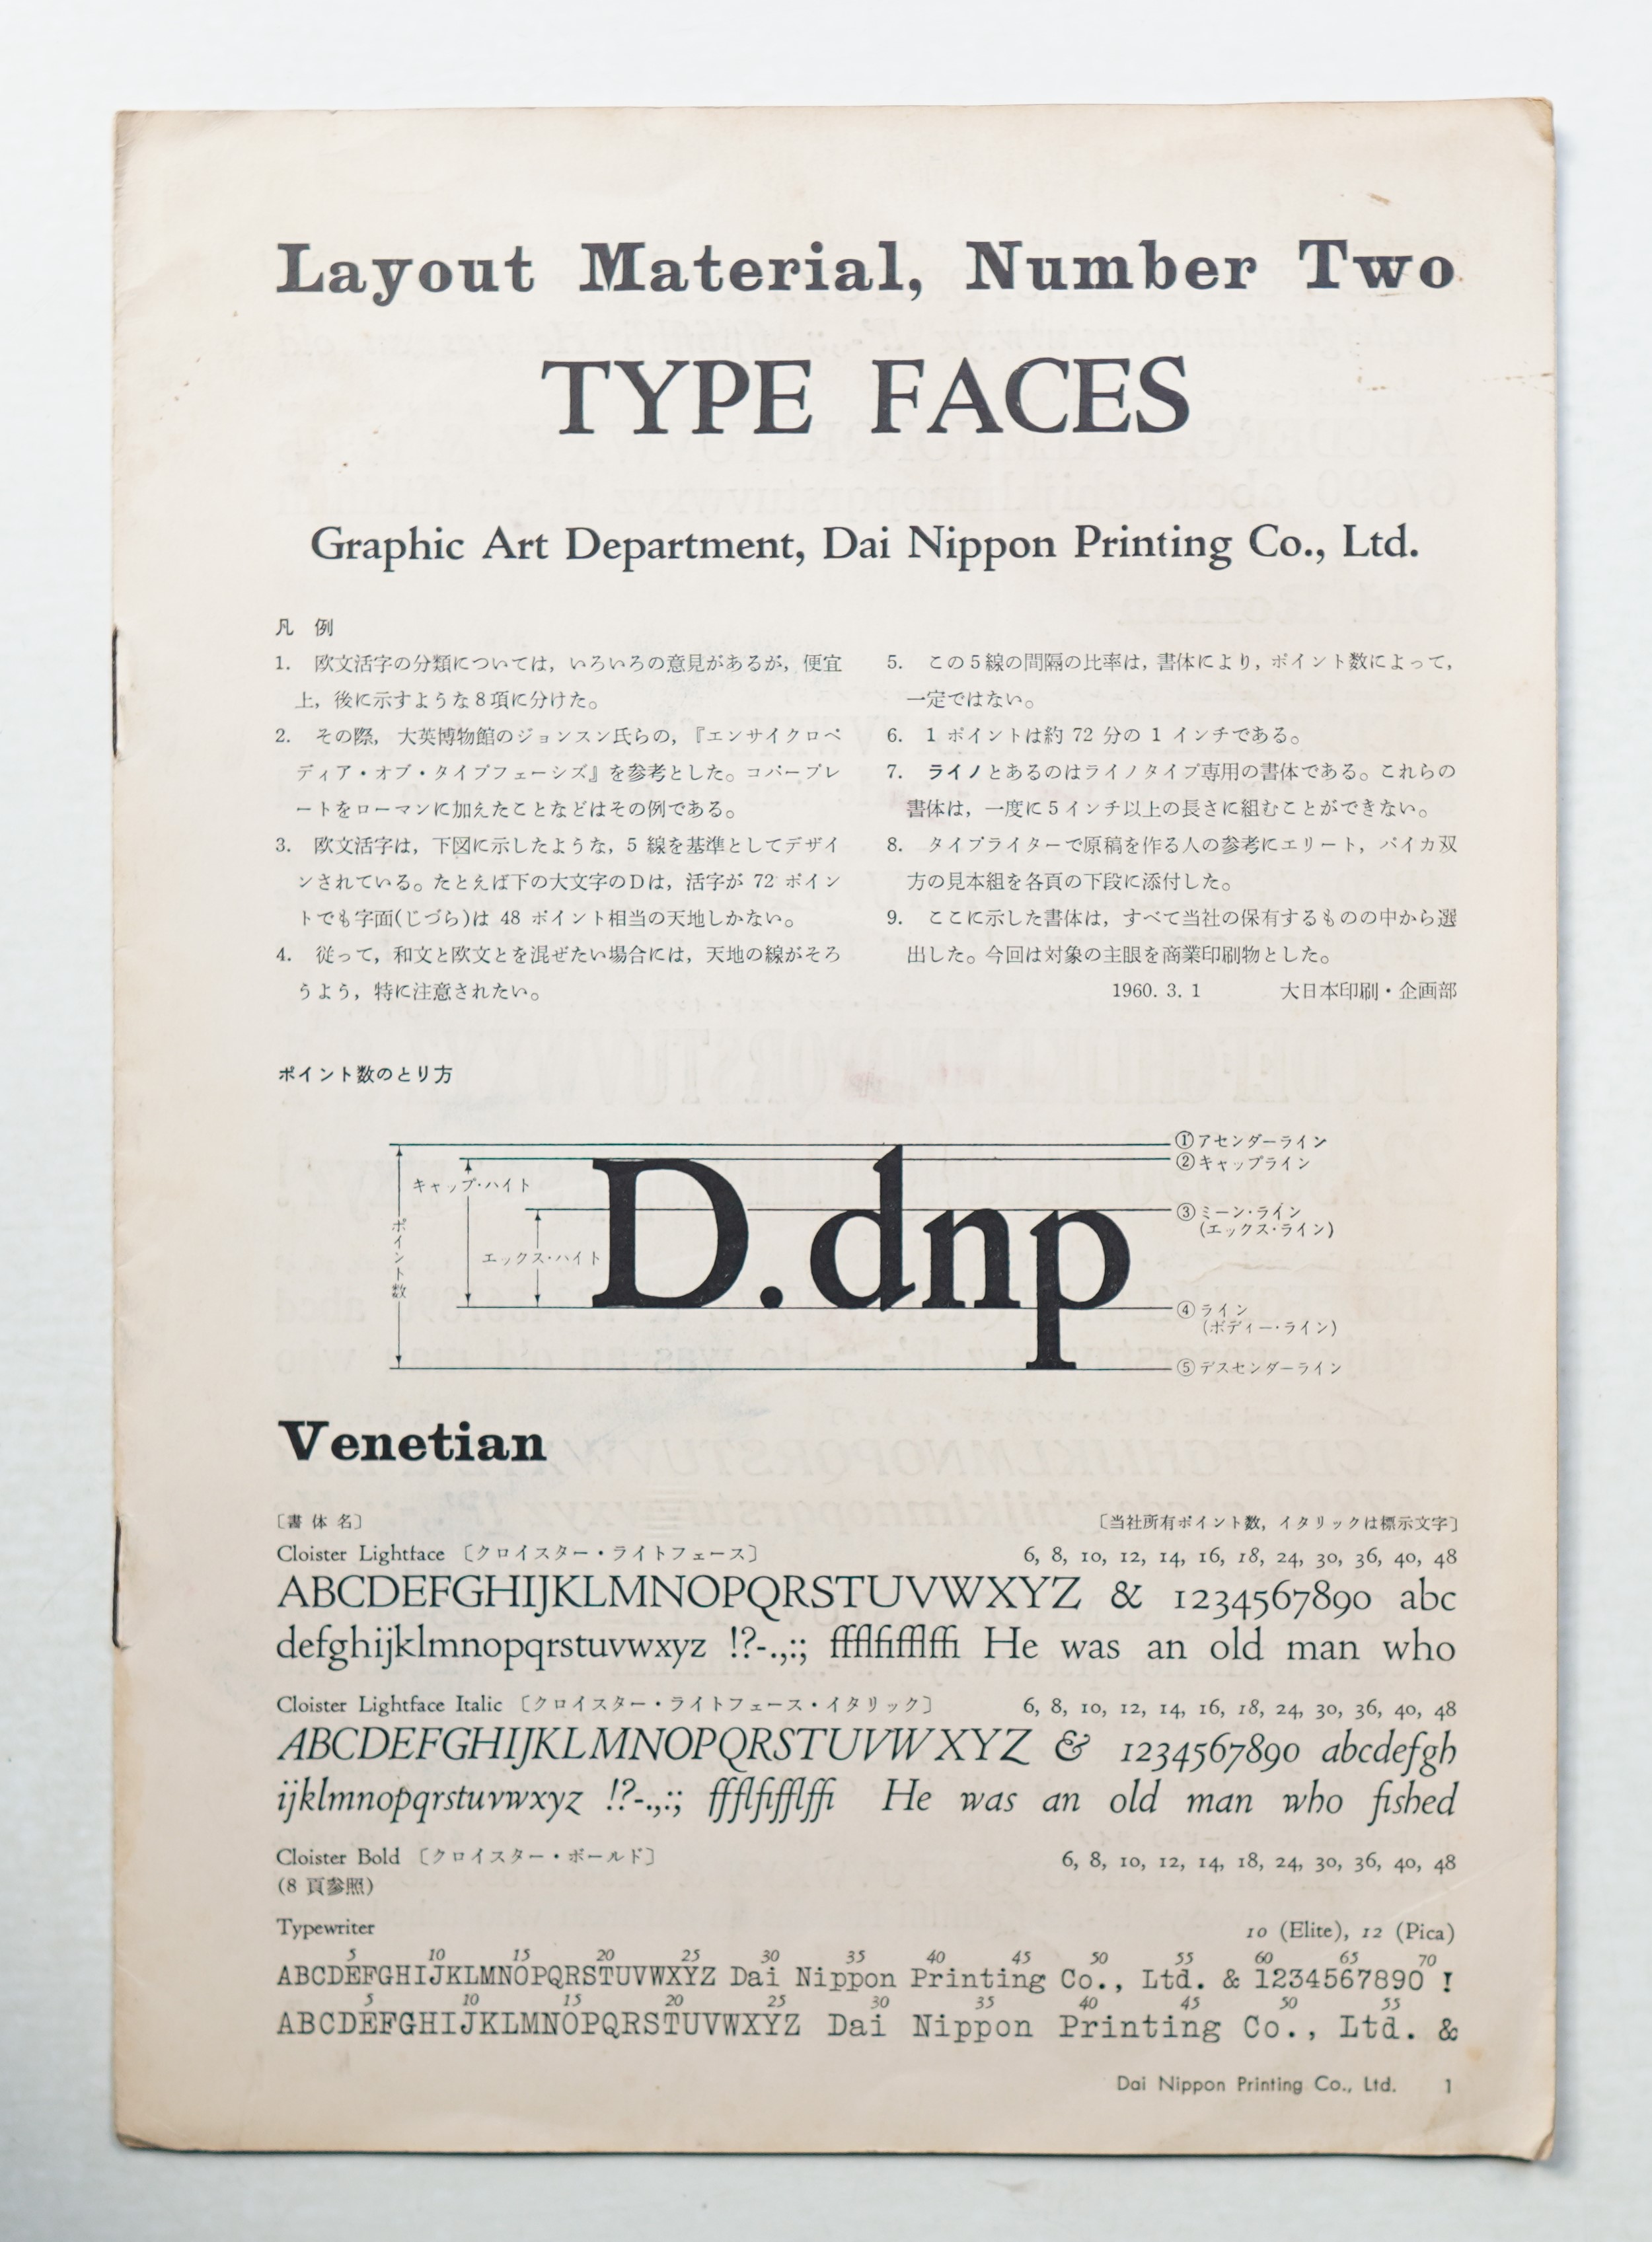 Layout Material, Number Two
TYPE FACES
Graphic Art Department, Dai Nippon Printing Co., Ltd.
凡 例
1. 欧文活字の分類については，いろいろの意見があるが，便宜
上，後に示すような8項に分けた。
2. その際，大英博物館のジョンスン氏らの，『エンサイクロペ
ディア・オブ・タイプフェーシズ』を参考とした。コパープレ
ートをローマンに加えたことなどはその例である。
3. 欧文活字は，下図に示したような，5 線を基準としてデザイ
ンされている。たとえば下の大文字のDは，活字が 72 ポイン
トでも字面(じづら)は 48 ポイント相当の天地しかない。
4. 従って，和文と欧文とを混ぜたい場合には，天地の線がそろ
うよう，特に注意されたい。
5. この5線の間隔の比率は，書体により，ポイント数によって，
一定ではない。
6. 1 ポイントは約 72 分の 1 インチである。
7. ライノとあるのはライノタイプ専用の書体である。これらの
書体は，一度に5インチ以上の長さに組むことができない。
8. タイプライターで原稿を作る人の参考にエリート，パイカ双
方の見本組を各頁の下段に添付した。
9. ここに示した書体は，すべて当社の保有するものの中から選
出した。今回は対象の主眼を商業印刷物とした。
1960. 3. 1 大日本印刷・企画部
ポイント数のとり方
ポイント数
キャップ・ハイト
エックス・ハイト
D.dnp
①アセンダーライン
②キャップライン
③ミーン・ライン
(エックス・ライン)
④ライン
(ボディー・ライン)
⑤デスセンダーライン
Venetian
〔書 体 名〕 〔当社所有ポイント数，イタリックは標示文字〕
Cloister Lightface 〔クロイスター・ライトフェース〕 6, 8, 10, 12, 14, 16, 18, 24, 30, 36, 40, 48
ABCDEFGHIJKLMNOPQRSTUVWXYZ & 1234567890 abc
defghijklmnopqrstuvwxyz !?-.,:; ffflfifflffi He was an old man who
Cloister Lightface Italic 〔クロイスター・ライトフェース・イタリック〕 6, 8, 10, 12, 14, 16, 18, 24, 30, 36, 40, 48
ABCDEFGHIJKLMNOPQRSTUVWXYZ & 1234567890 abcdefgh
ijklmnopqrstuvwxyz !?-.,:; ffflfifflffi He was an old man who fished
Cloister Bold 〔クロイスター・ボールド〕 6, 8, 10, 12, 14, 18, 24, 30, 36, 40, 48
(8 頁参照)
Typewriter 10 (Elite), 12 (Pica)
5 10 15 20 25 30 35 40 45 50 55 60 65 70
ABCDEFGHIJKLMNOPQRSTUVWXYZ Dai Nippon Printing Co., Ltd. & 1234567890 !
5 10 15 20 25 30 35 40 45 50 55
ABCDEFGHIJKLMNOPQRSTUVWXYZ Dai Nippon Printing Co., Ltd. &
Dai Nippon Printing Co., Ltd. 1